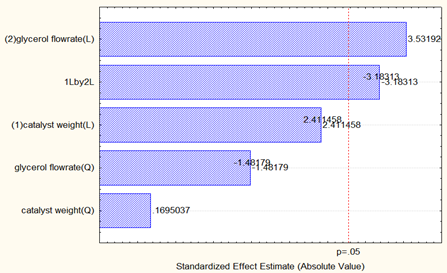 (2)glycerol flowrate(L)
3.53192
1Lby2L
-3.18313
-3.18313
(1)catalyst weight(L)
2.411458
2.411458
glycerol flowrate(Q)
-1.48179
-1.48179
catalyst weight(Q)
.1695037
p=.05
Standardized Effect Estimate (Absolute Value)